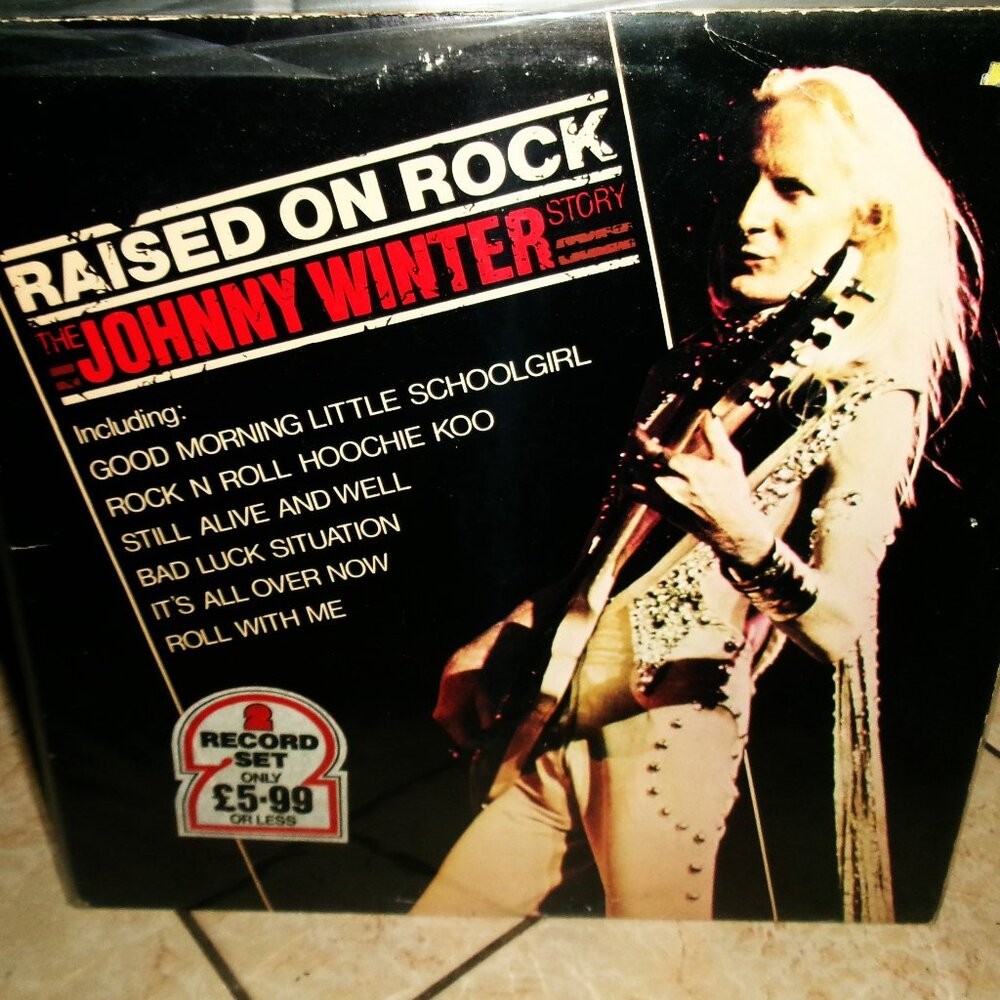 RAISED ON ROCK
THE JOHNNY WINTER STORY
Including:
GOOD MORNING LITTLE SCHOOLGIRL
ROCK N ROLL HOOCHIE KOO
STILL ALIVE AND WELL
BAD LUCK SITUATION
IT'S ALL OVER NOW
ROLL WITH ME
2
RECORD
SET
ONLY
£5·99
OR LESS